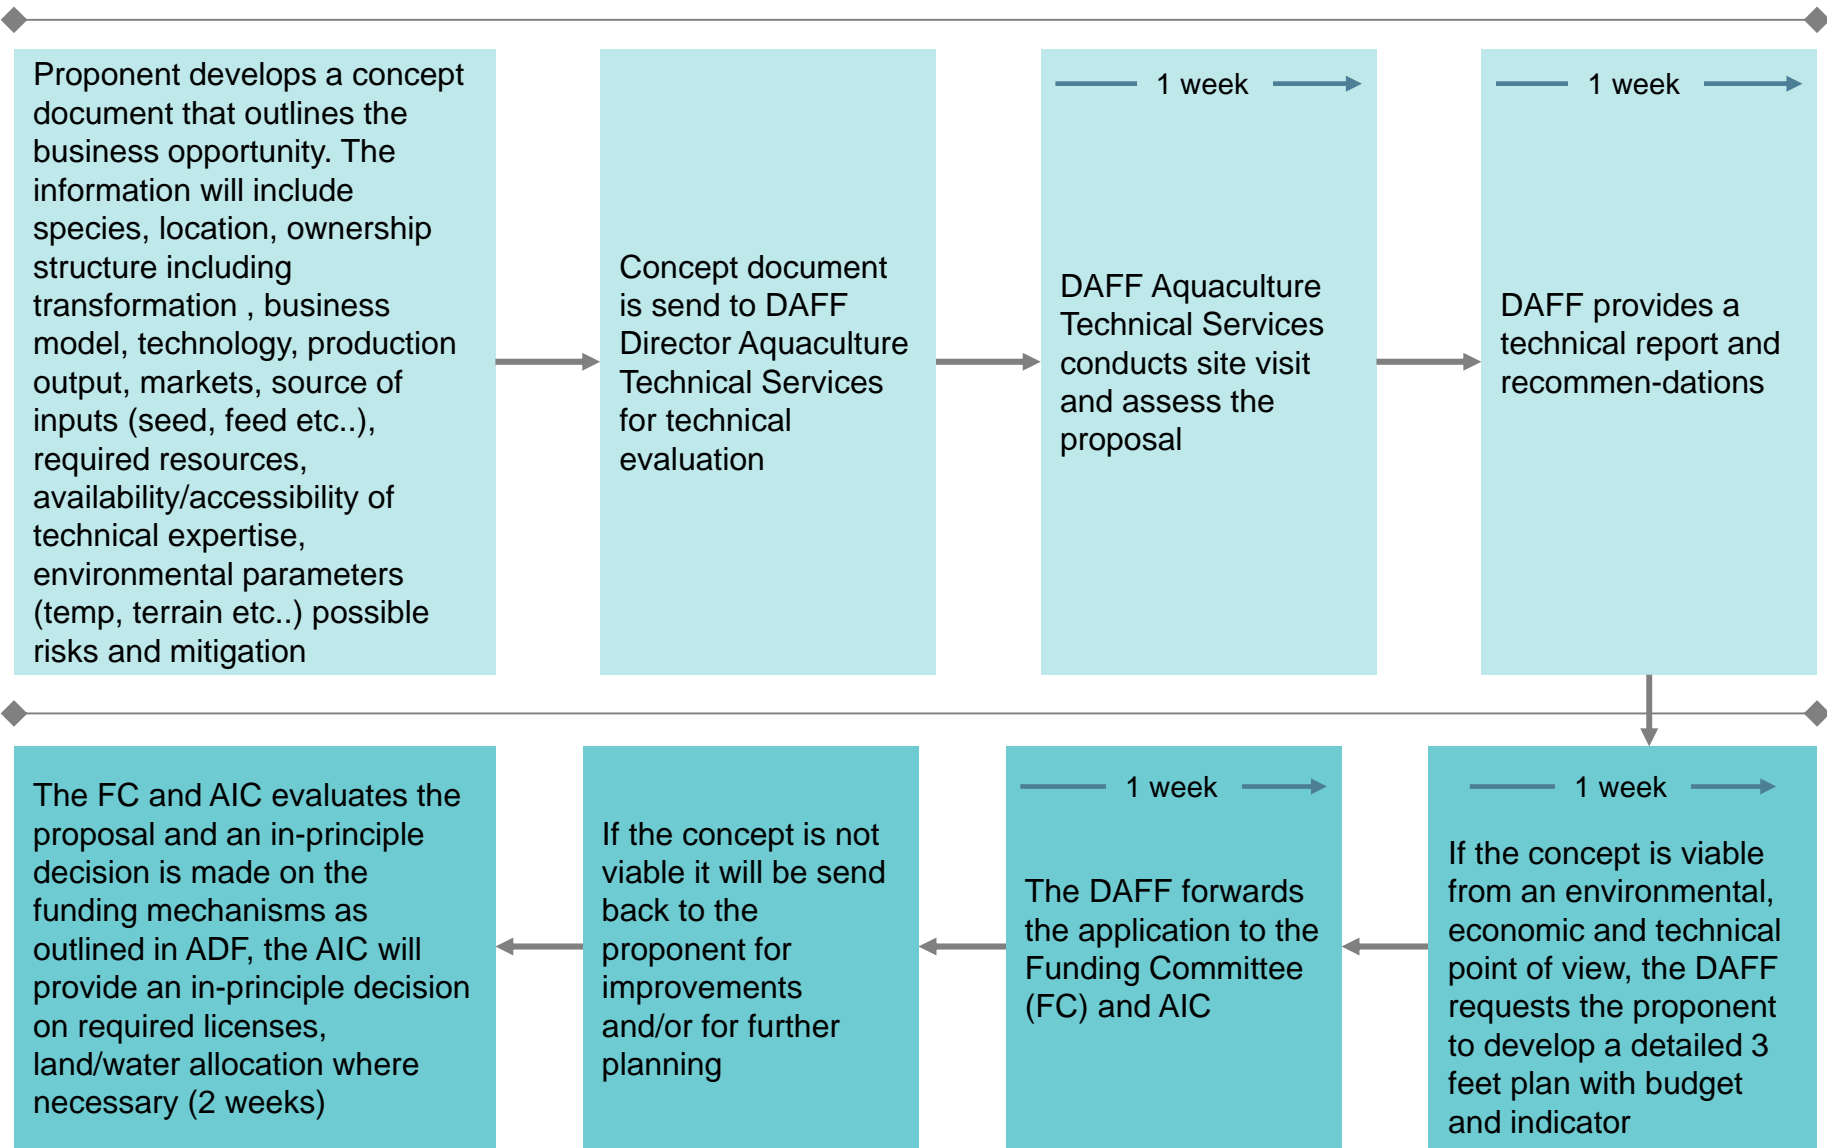 Proponent develops a concept
document that outlines the
business opportunity. The
information will include
species, location, ownership
structure including
transformation , business
model, technology, production
output, markets, source of
inputs (seed, feed etc..),
required resources,
availability/accessibility of
technical expertise,
environmental parameters
(temp, terrain etc..) possible
risks and mitigation
Concept document
is send to DAFF
Director Aquaculture
Technical Services
for technical
evaluation
1 week
DAFF Aquaculture
Technical Services
conducts site visit
and assess the
proposal
1 week
DAFF provides a
technical report and
recommen-dations
1 week
If the concept is viable
from an environmental,
economic and technical
point of view, the DAFF
requests the proponent
to develop a detailed 3
feet plan with budget
and indicator
1 week
The DAFF forwards
the application to the
Funding Committee
(FC) and AIC
If the concept is not
viable it will be send
back to the
proponent for
improvements
and/or for further
planning
The FC and AIC evaluates the
proposal and an in-principle
decision is made on the
funding mechanisms as
outlined in ADF, the AIC will
provide an in-principle decision
on required licenses,
land/water allocation where
necessary (2 weeks)